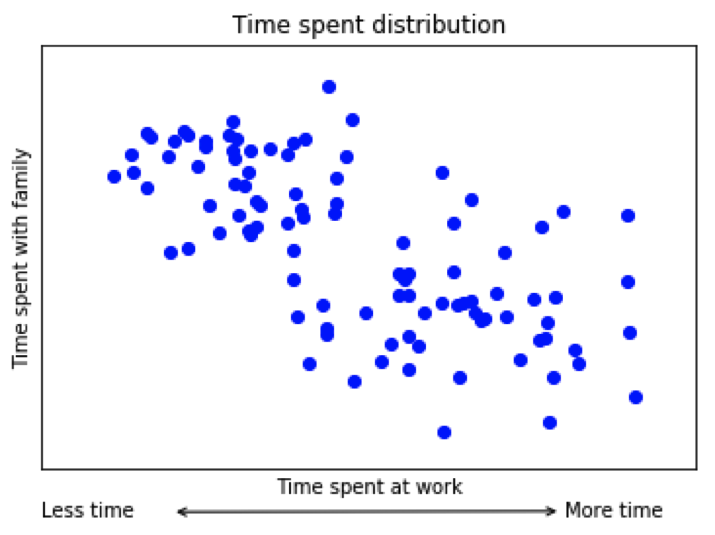 Time spent distribution
Time spent with family
Time spent at work
Less time More time